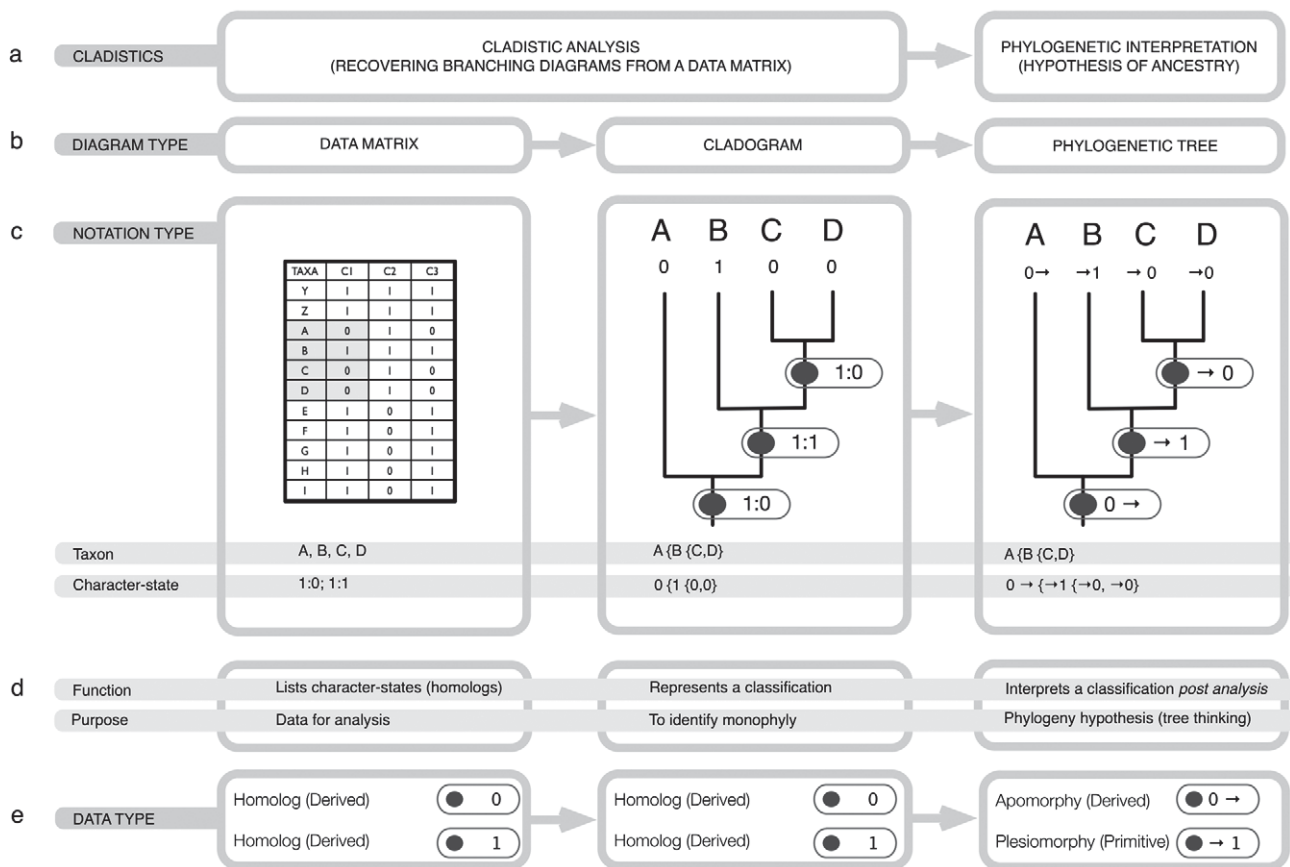 a CLADISTICS
CLADISTIC ANALYSIS
(RECOVERING BRANCHING DIAGRAMS FROM A DATA MATRIX)
PHYLOGENETIC INTERPRETATION
(HYPOTHESIS OF ANCESTRY)
b DIAGRAM TYPE DATA MATRIX CLADOGRAM PHYLOGENETIC TREE
c NOTATION TYPE
TAXA C1 C2 C3
Y 1 1 1
Z 1 1 1
A 0 1 0
B 1 1 1
C 0 1 0
D 0 1 0
E 1 0 1
F 1 0 1
G 1 0 1
H 1 0 1
I 1 0 1
A B C D
0 1 0 0
1:0
1:1
1:0
A B C D
0→ →1 → 0 →0
→ 0
→ 1
0 →
Taxon A, B, C, D A {B {C,D} A {B {C,D}
Character-state 1:0; 1:1 0 {1 {0,0} 0 → {→1 {→0, →0}
d Function Lists character-states (homologs) Represents a classification Interprets a classification post analysis
Purpose Data for analysis To identify monophyly Phylogeny hypothesis (tree thinking)
e DATA TYPE
Homolog (Derived) 0 Homolog (Derived) 0 Apomorphy (Derived) 0 →
Homolog (Derived) 1 Homolog (Derived) 1 Plesiomorphy (Primitive) → 1